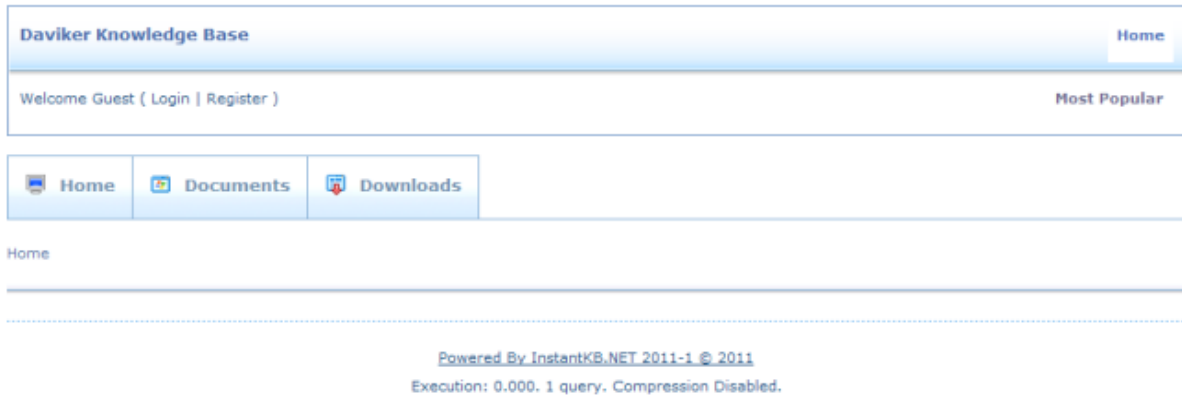 Daviker Knowledge Base Home
Welcome Guest ( Login | Register ) Most Popular
Home Documents Downloads
Home
Powered By InstantKB.NET 2011-1 © 2011
Execution: 0.000. 1 query. Compression Disabled.